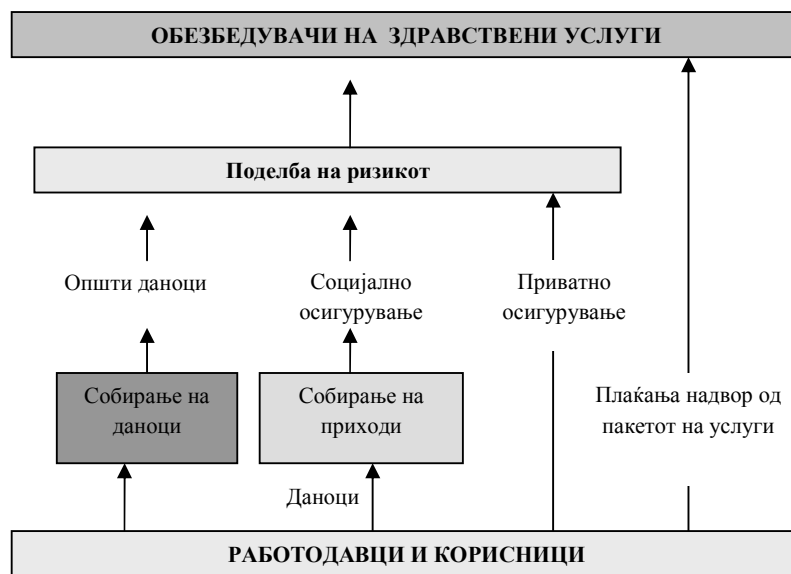 ОБЕЗБЕДУВАЧИ НА ЗДРАВСТВЕНИ УСЛУГИ
Поделба на ризикот
Општи даноци
Социјално
осигурување
Приватно
осигурување
Собирање на
даноци
Собирање на
приходи
Плаќања надвор од
пакетот на услуги
Даноци
РАБОТОДАВЦИ И КОРИСНИЦИ